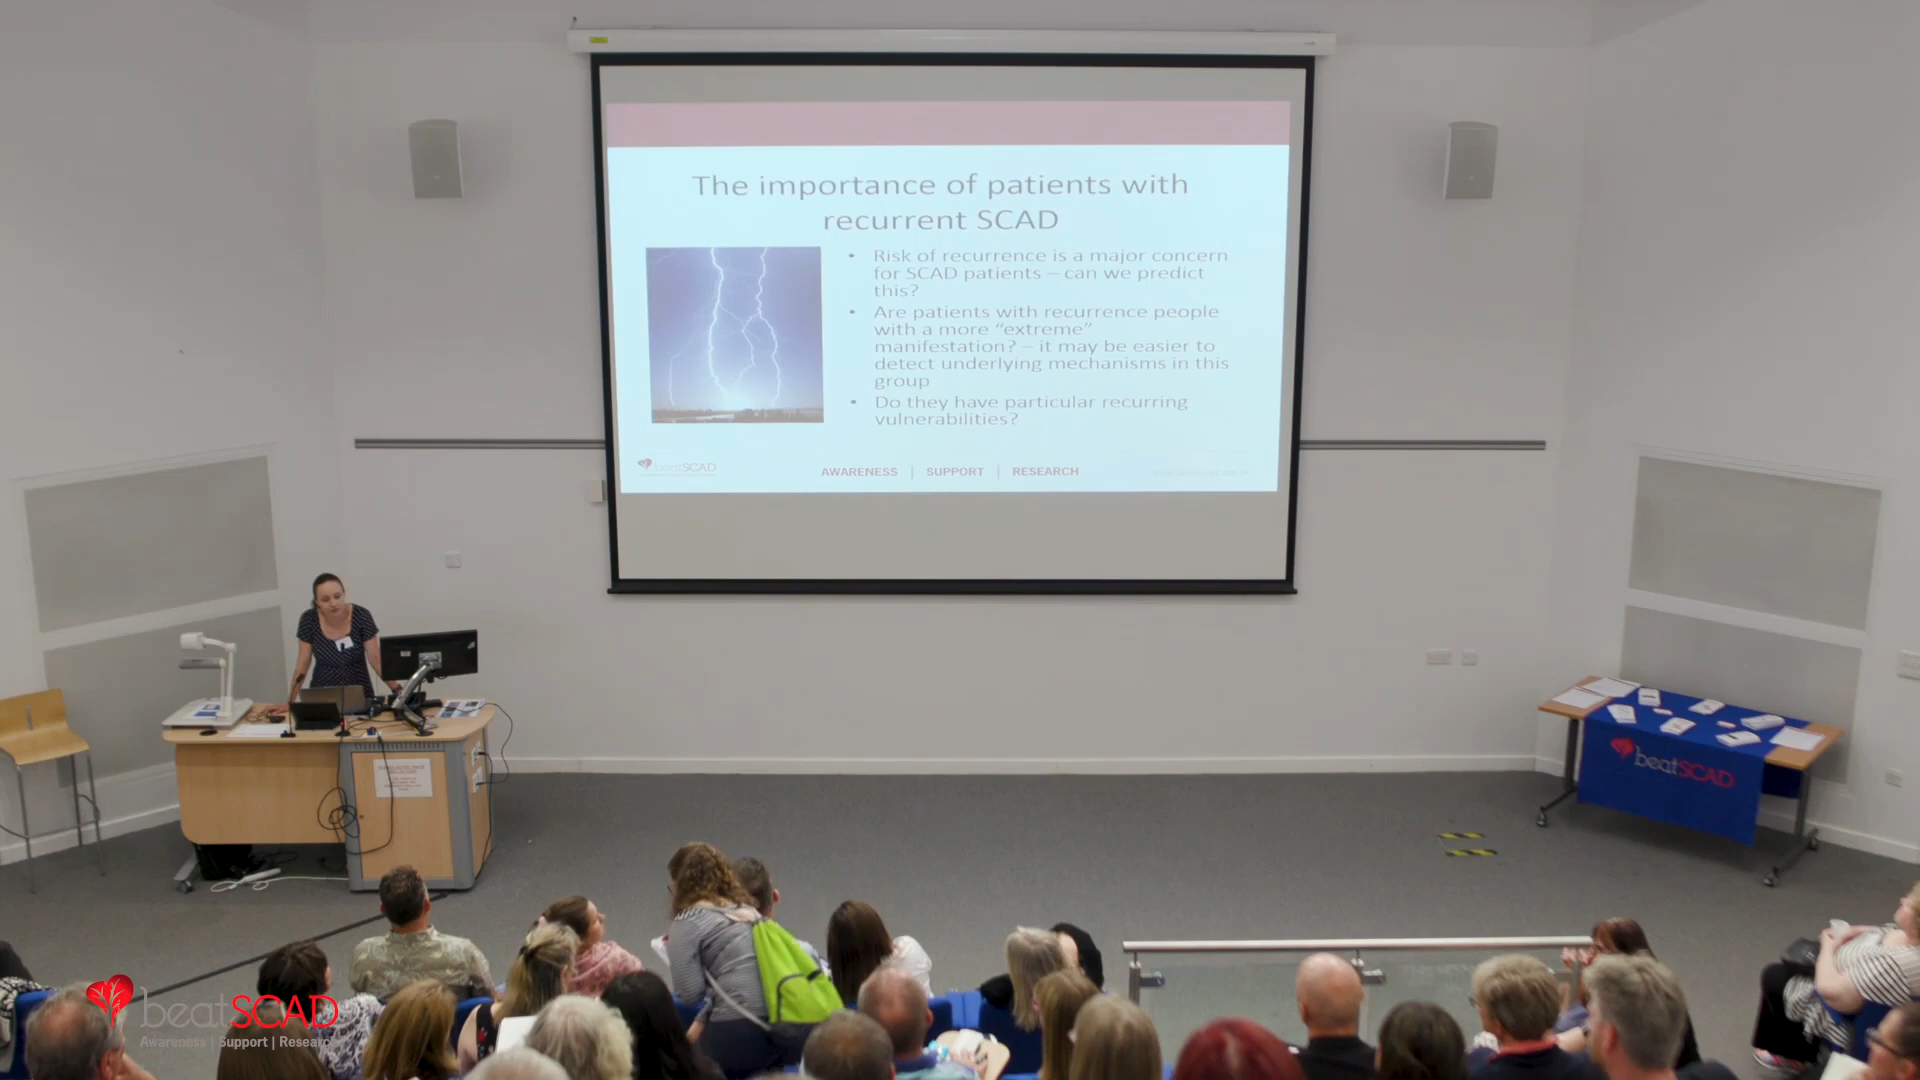 The importance of patients with
recurrent SCAD
• Risk of recurrence is a major concern
for SCAD patients – can we predict
this?
• Are patients with recurrence people
with a more “extreme”
manifestation? – it may be easier to
detect underlying mechanisms in this
group
• Do they have particular recurring
vulnerabilities?
beatSCAD
AWARENESS | SUPPORT | RESEARCH
beatSCAD
beatSCAD
Awareness | Support | Research